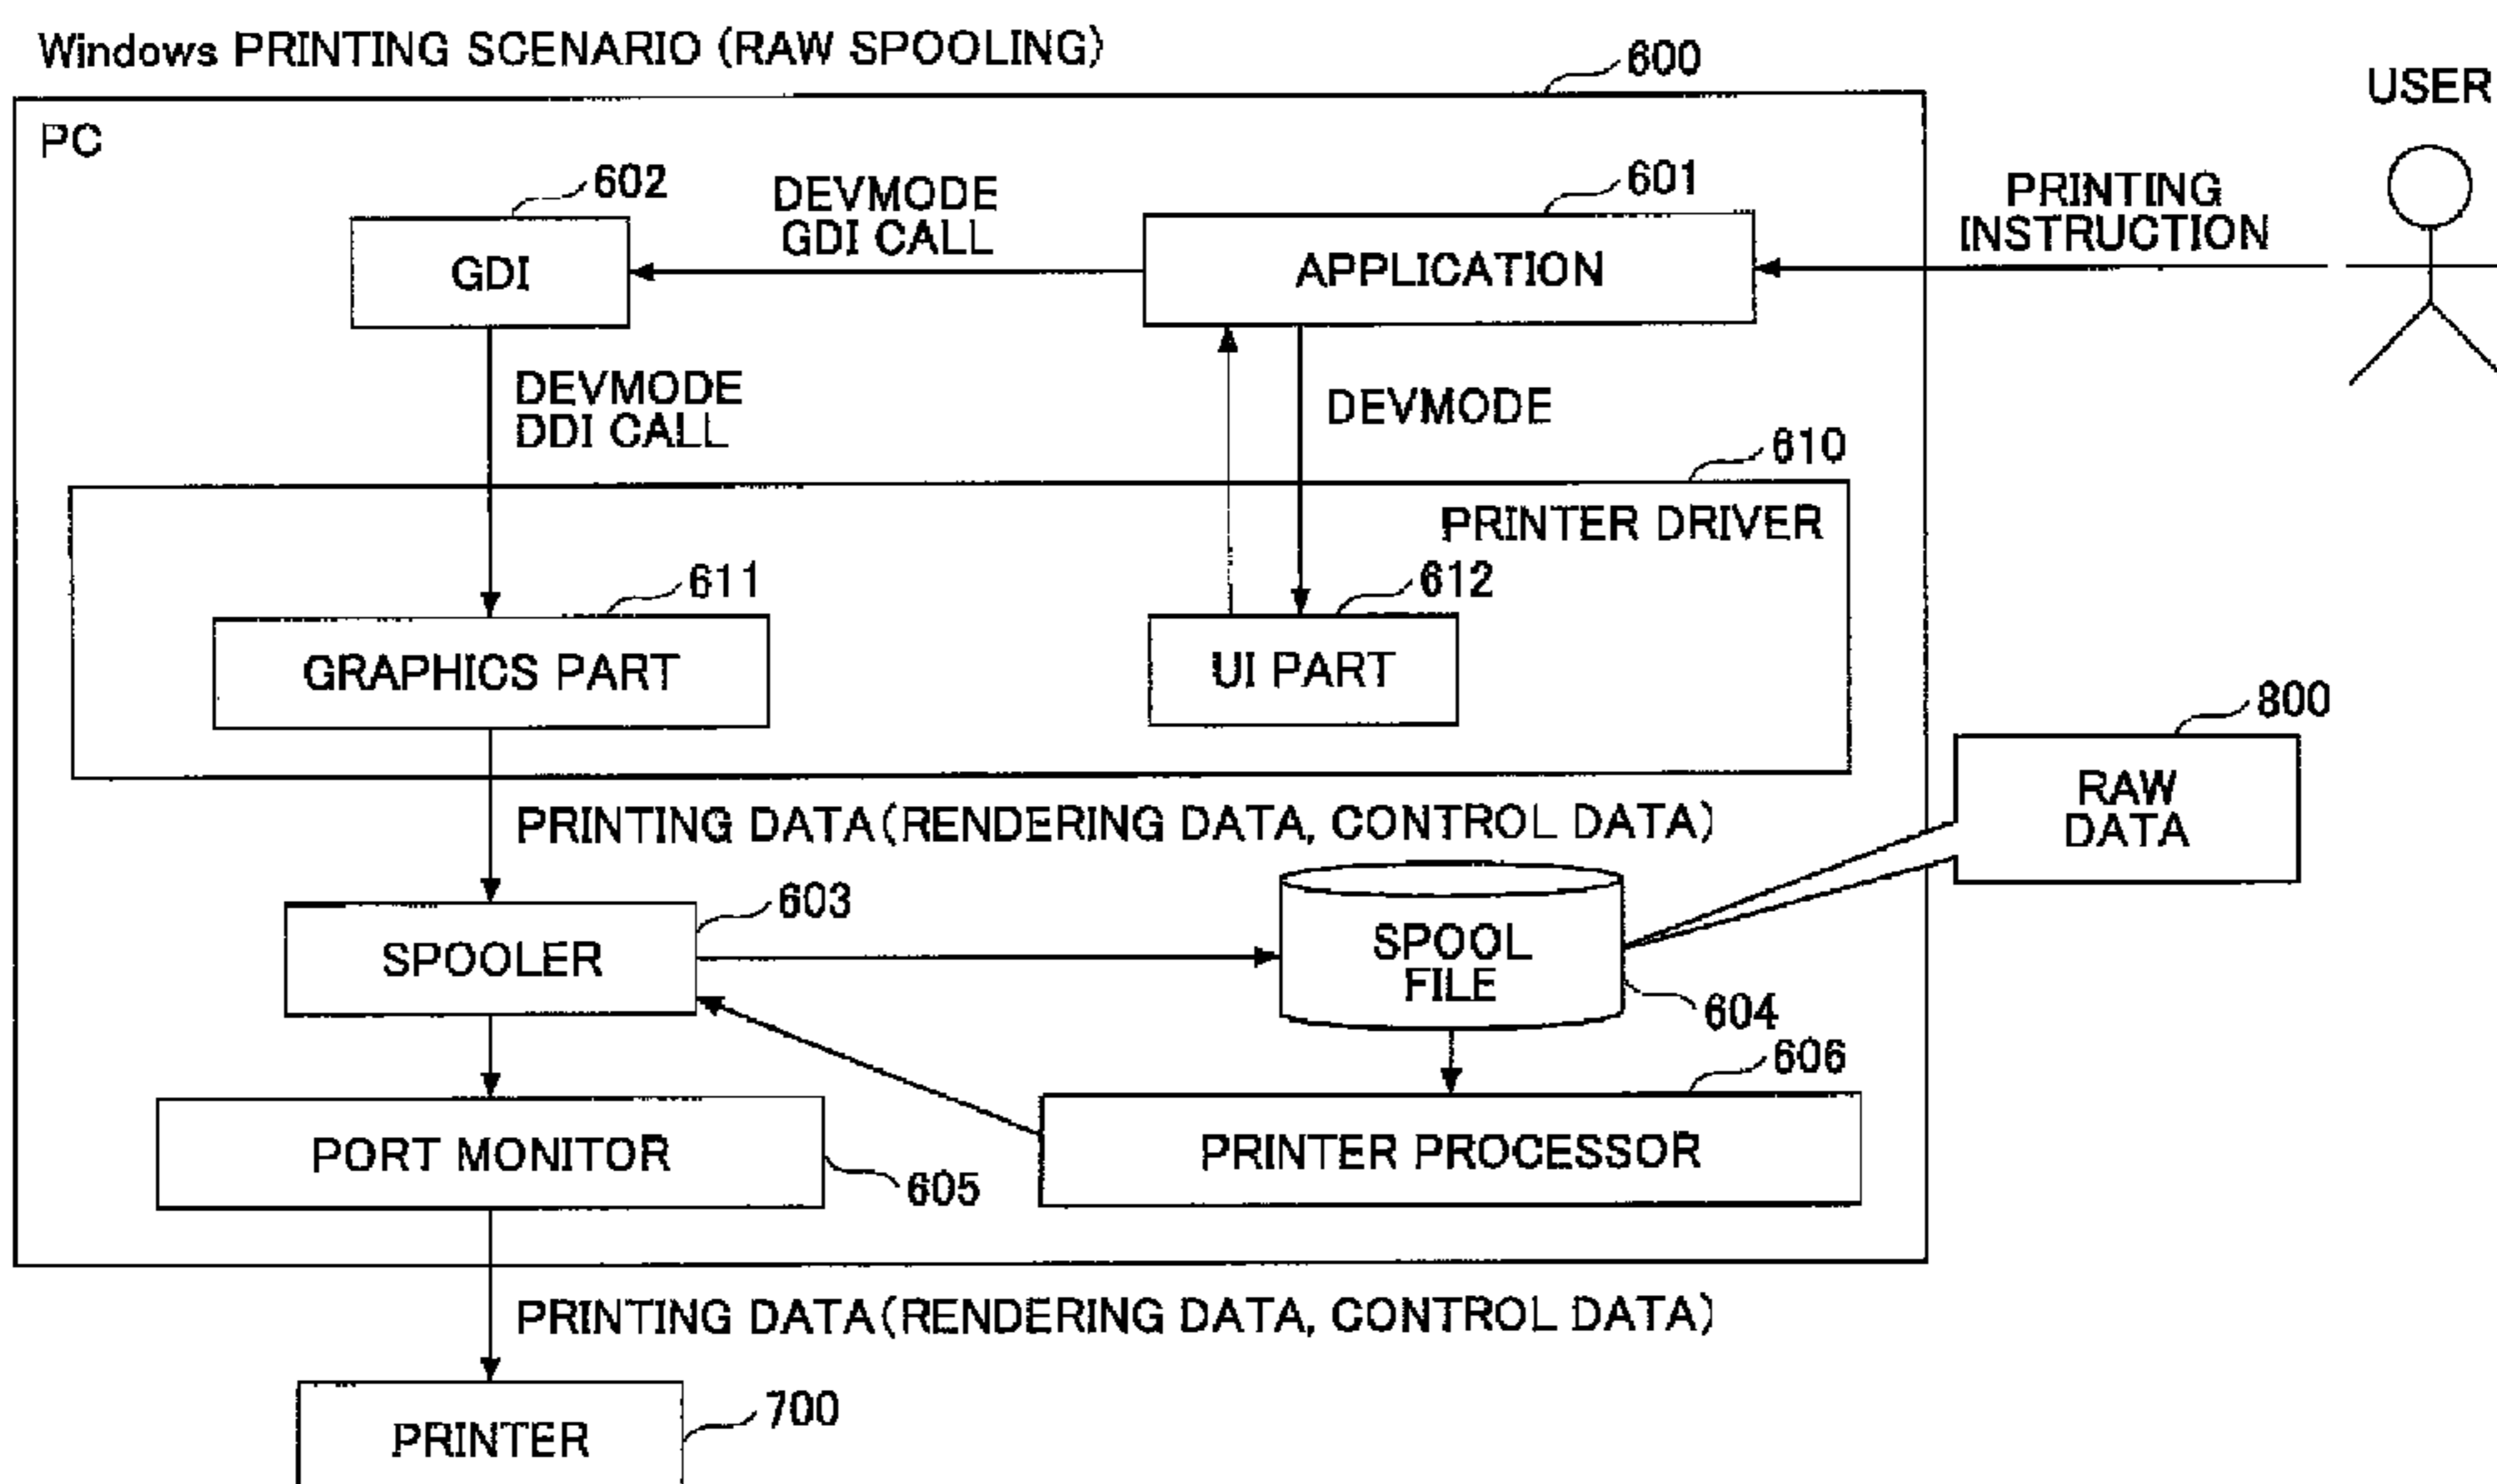 Windows PRINTING SCENARIO (RAW SPOOLING)
600
USER
PC
602
DEVMODE
GDI CALL
601
PRINTING
INSTRUCTION
GDI
APPLICATION
DEVMODE
DDI CALL
DEVMODE
610
PRINTER DRIVER
611
612
GRAPHICS PART
UI PART
800
RAW
DATA
PRINTING DATA(RENDERING DATA, CONTROL DATA)
603
SPOOLER
SPOOL
FILE
604
606
PORT MONITOR
605
PRINTER PROCESSOR
PRINTING DATA(RENDERING DATA, CONTROL DATA)
700
PRINTER